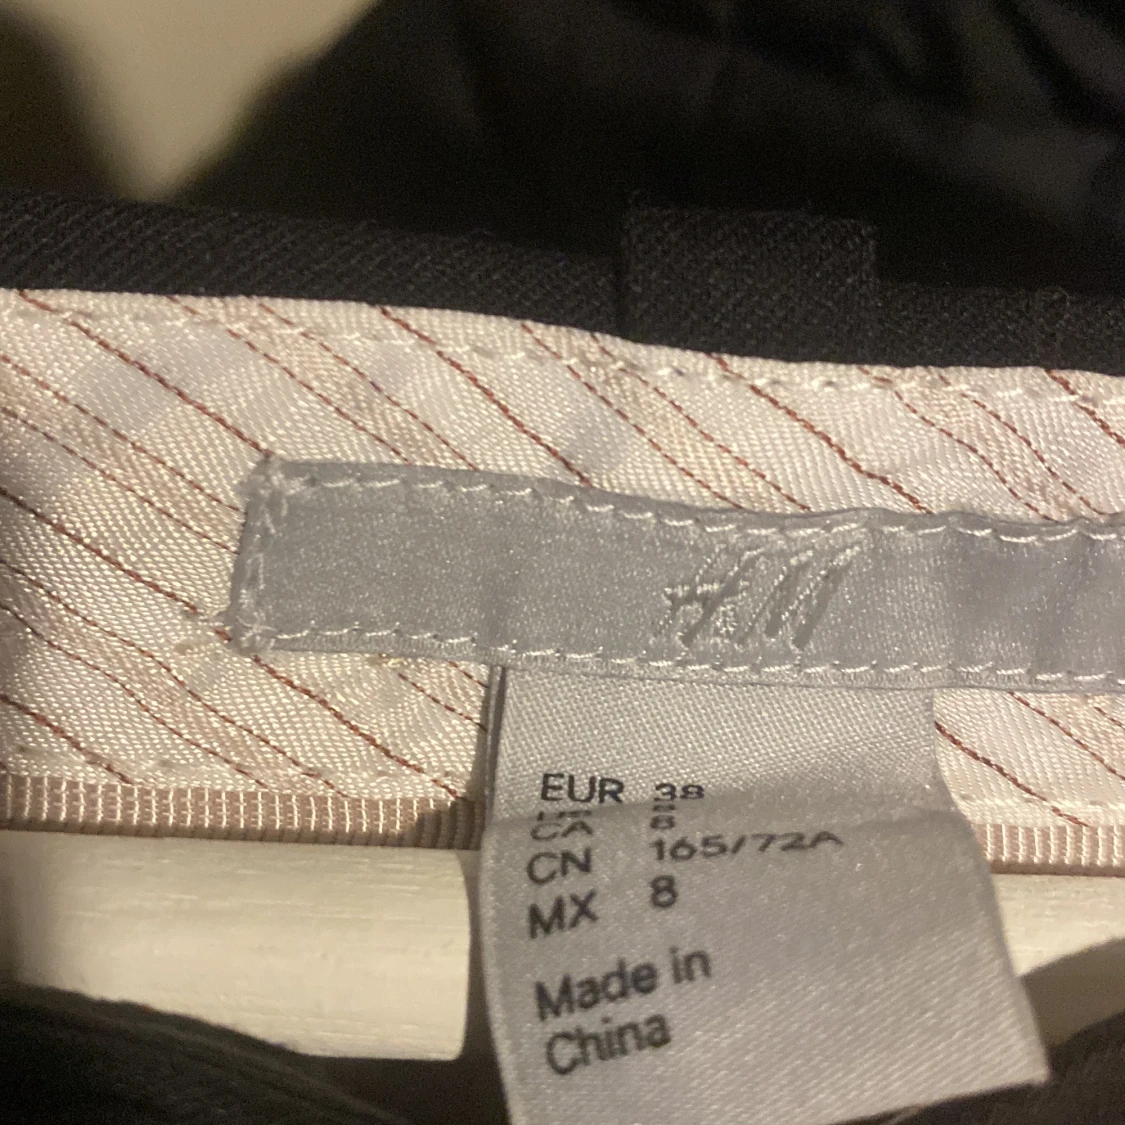 H&M
EUR 38
CA 8
CN 165/72A
MX 8
Made in
China